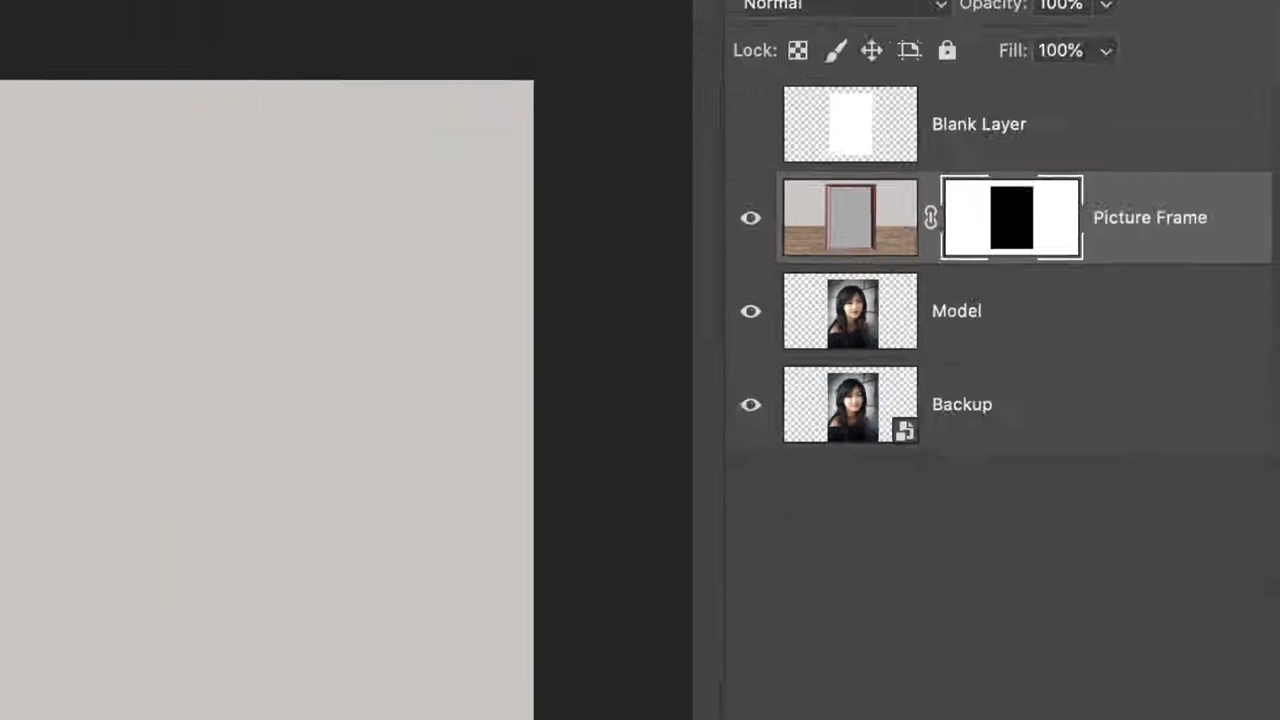 Normal Opacity: 100%
Lock: Fill: 100%
Blank Layer
Picture Frame
Model
Backup